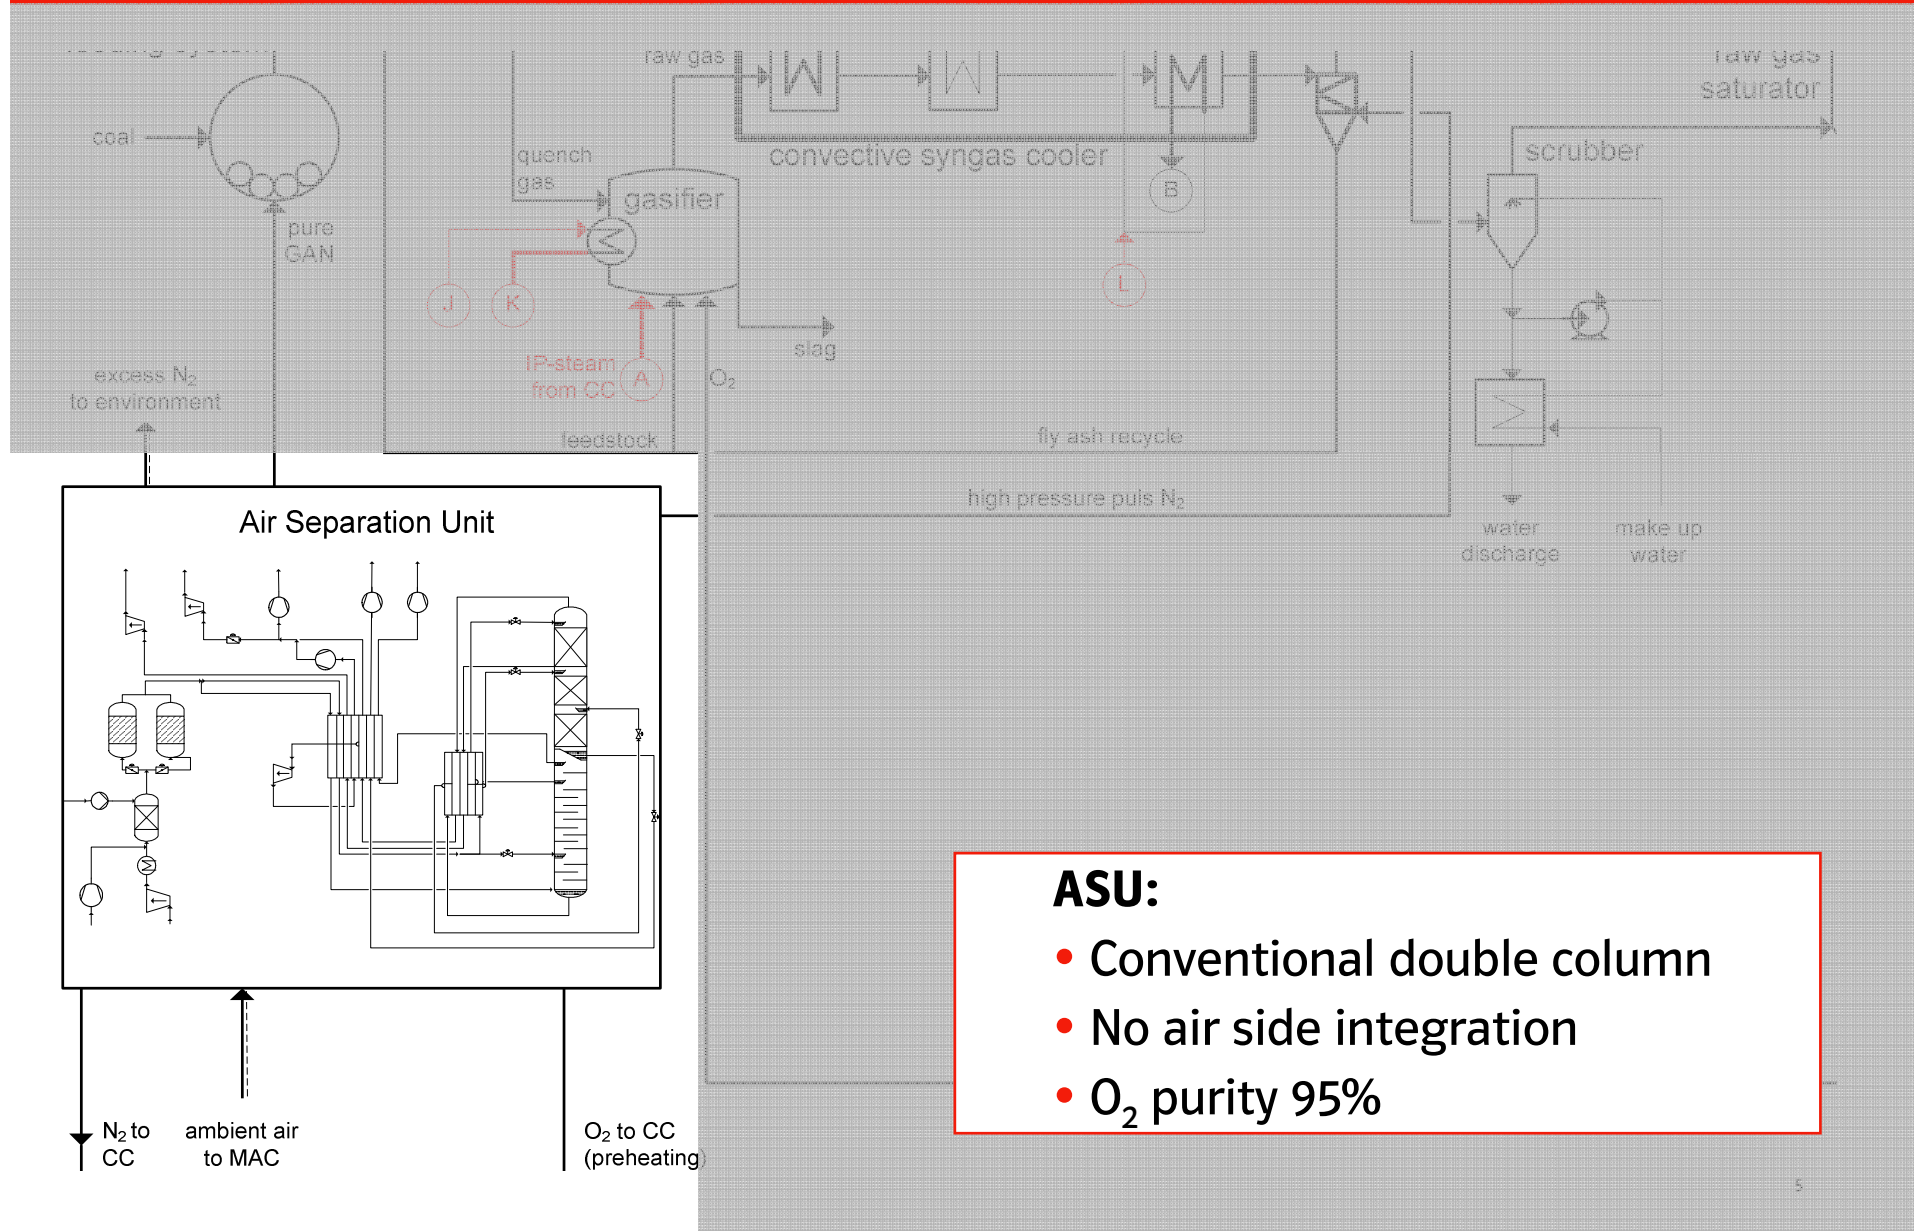 raw gas
raw gas
saturator
coal
convective syngas cooler
scrubber
quench
gas
gasifier
B
pure
GAN
J
K
L
slag
IP-steam
from CC
A
O₂
excess N₂
to environment
feedstock
fly ash recycle
high pressure puls N₂
water
discharge
make up
water
Air Separation Unit
ASU:
• Conventional double column
• No air side integration
• O₂ purity 95%
N₂ to
CC
ambient air
to MAC
O₂ to CC
(preheating)
5